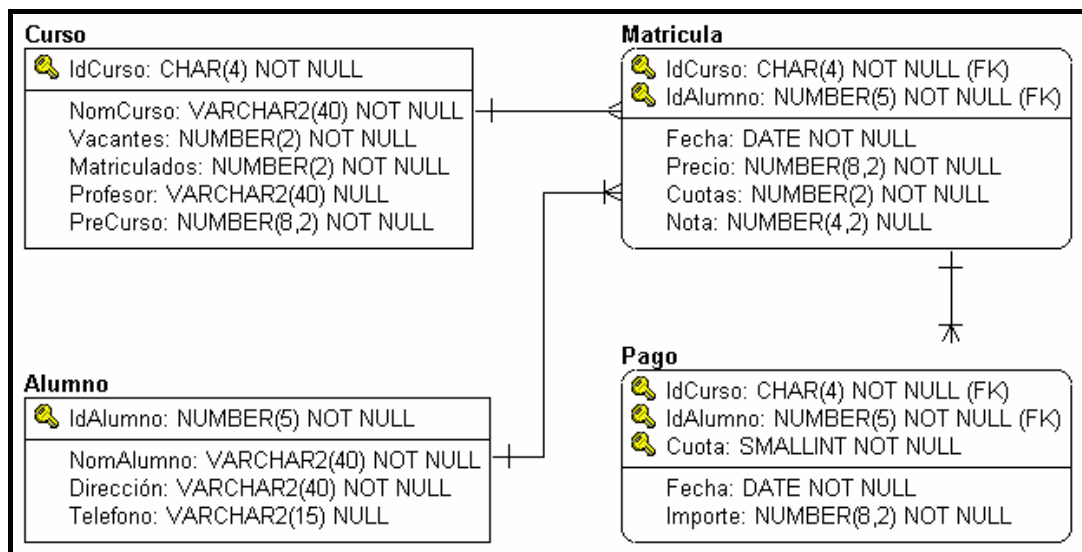 Curso
IdCurso: CHAR(4) NOT NULL
NomCurso: VARCHAR2(40) NOT NULL
Vacantes: NUMBER(2) NOT NULL
Matriculados: NUMBER(2) NOT NULL
Profesor: VARCHAR2(40) NULL
PreCurso: NUMBER(8,2) NOT NULL
Matricula
IdCurso: CHAR(4) NOT NULL (FK)
IdAlumno: NUMBER(5) NOT NULL (FK)
Fecha: DATE NOT NULL
Precio: NUMBER(8,2) NOT NULL
Cuotas: NUMBER(2) NOT NULL
Nota: NUMBER(4,2) NULL
Alumno
IdAlumno: NUMBER(5) NOT NULL
NomAlumno: VARCHAR2(40) NOT NULL
Dirección: VARCHAR2(40) NOT NULL
Telefono: VARCHAR2(15) NULL
Pago
IdCurso: CHAR(4) NOT NULL (FK)
IdAlumno: NUMBER(5) NOT NULL (FK)
Cuota: SMALLINT NOT NULL
Fecha: DATE NOT NULL
Importe: NUMBER(8,2) NOT NULL